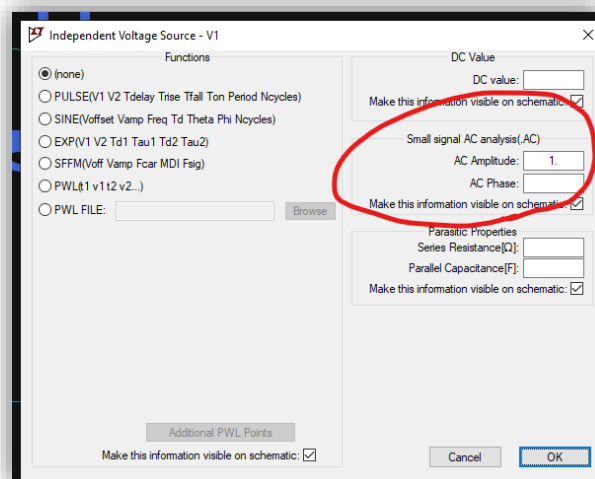 Independent Voltage Source - V1
Functions
(none)
PULSE(V1 V2 Tdelay Trise Tfall Ton Period Ncycles)
SINE(Voffset Vamp Freq Td Theta Phi Ncycles)
EXP(V1 V2 Td1 Tau1 Td2 Tau2)
SFFM(Voff Vamp Fcar MDI Fsig)
PWL(t1 v1 t2 v2...)
PWL FILE:
Browse
Additional PWL Points
Make this information visible on schematic:
DC Value
DC value:
Make this information visible on schematic:
Small signal AC analysis(.AC)
AC Amplitude: 1.
AC Phase:
Make this information visible on schematic:
Parasitic Properties
Series Resistance[Ω]:
Parallel Capacitance[F]:
Make this information visible on schematic:
Cancel
OK